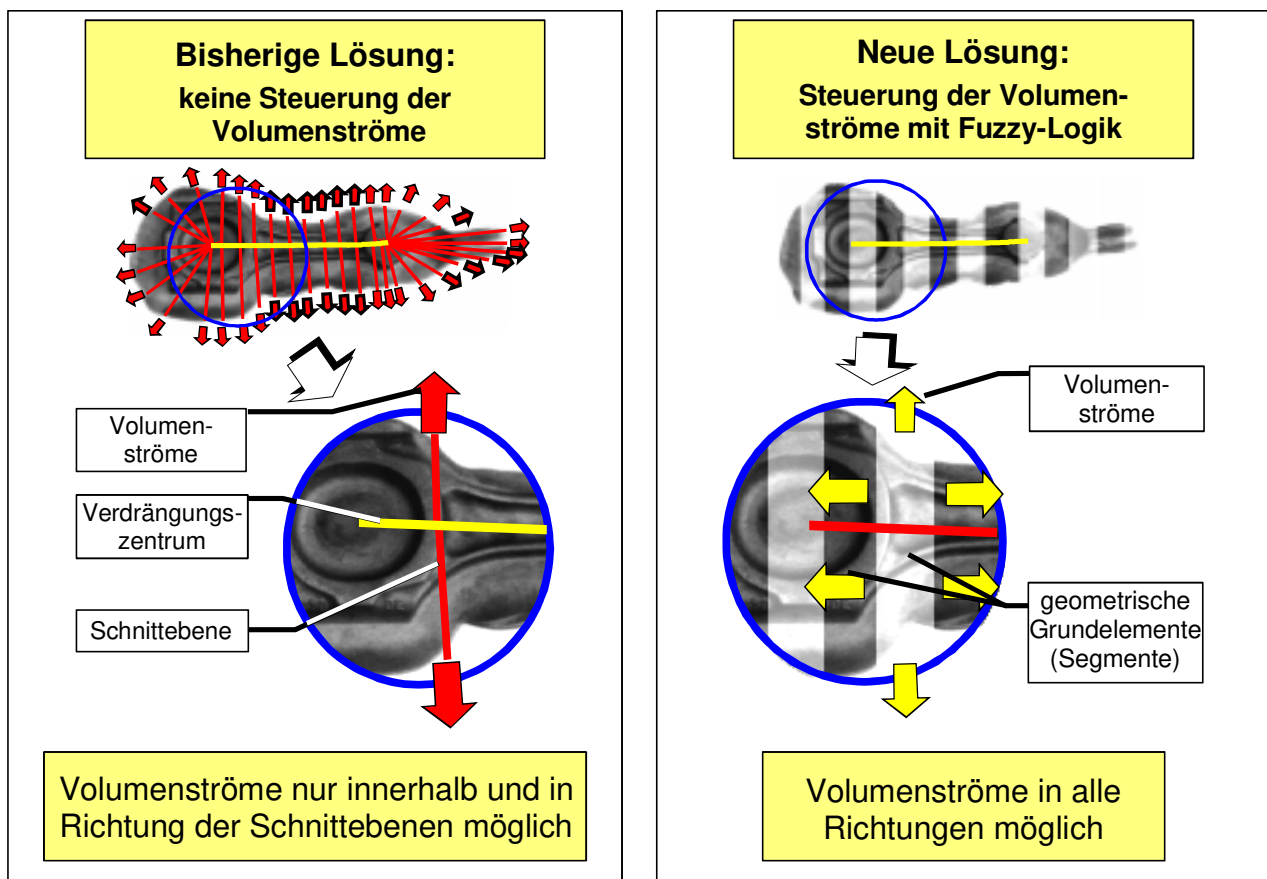 Bisherige Lösung:
keine Steuerung der
Volumenströme
Volumen-
ströme
Verdrängungs-
zentrum
Schnittebene
Volumenströme nur innerhalb und in
Richtung der Schnittebenen möglich
Neue Lösung:
Steuerung der Volumen-
ströme mit Fuzzy-Logik
Volumen-
ströme
geometrische
Grundelemente
(Segmente)
Volumenströme in alle
Richtungen möglich